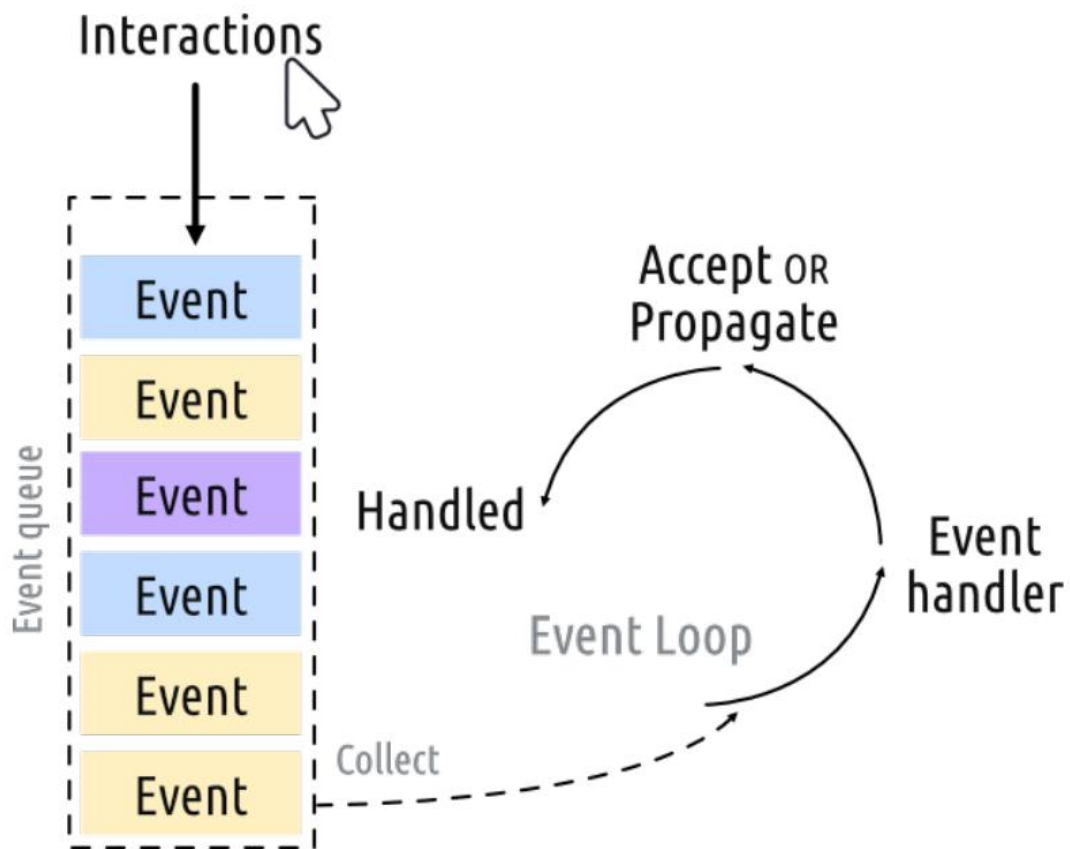 Interactions
Event
Event
Event
Event
Event
Event
Event queue
Collect
Event Loop
Event
handler
Accept OR
Propagate
Handled